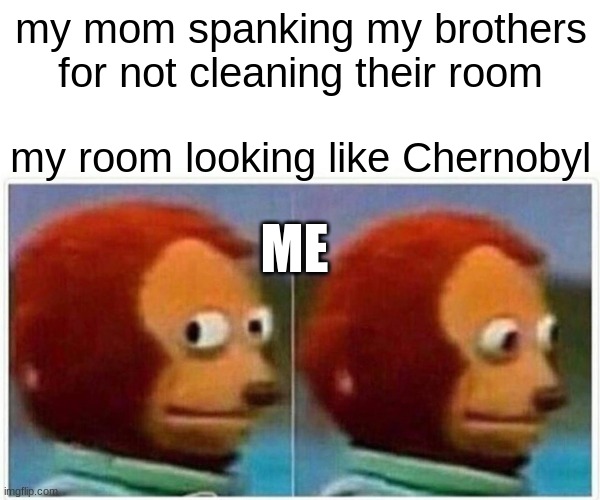 my mom spanking my brothers
for not cleaning their room
my room looking like Chernobyl
ME
imgflip.com